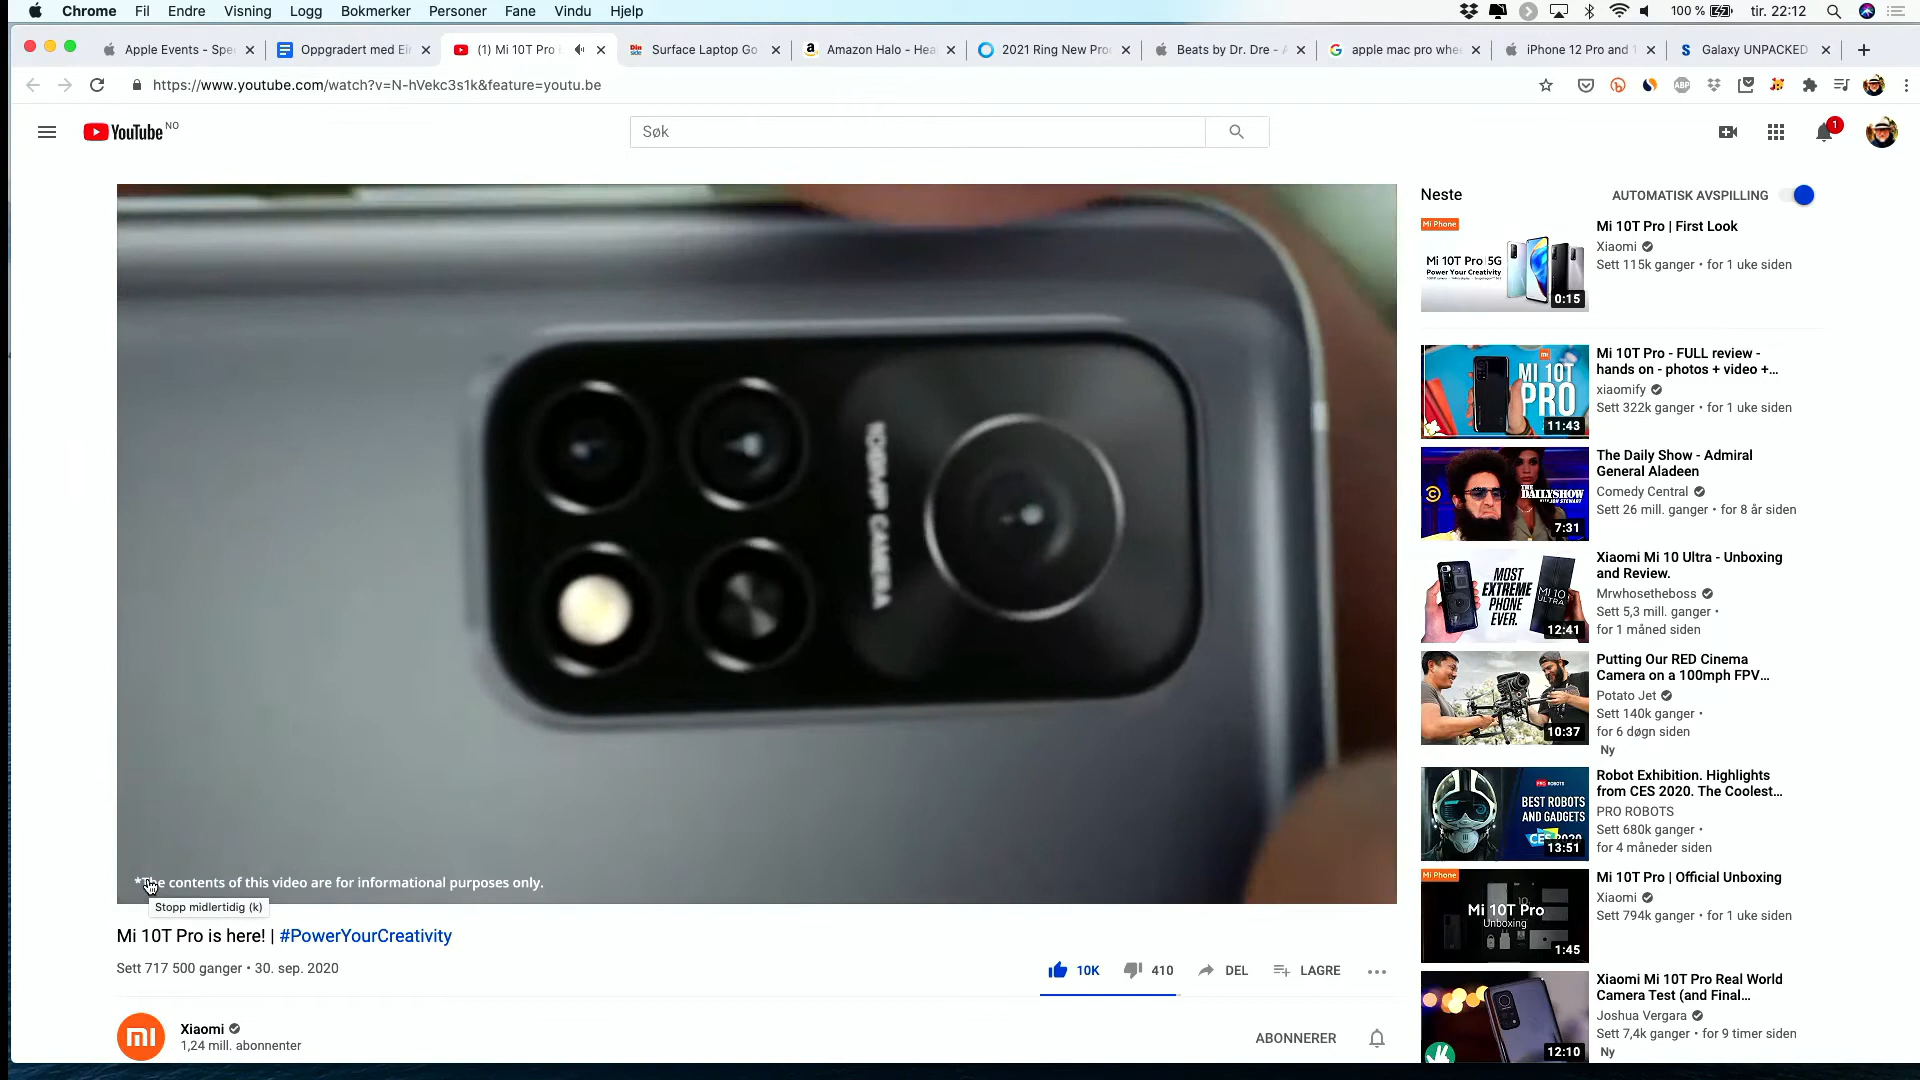 Chrome Fil Endre Visning Logg Bokmerker Personer Fane Vindu Hjelp 100 % tir. 22:12
Apple Events - Spe Oppgradert med Ei (1) Mi 10T Pro Surface Laptop Go Amazon Halo - Hea 2021 Ring New Pro Beats by Dr. Dre - apple mac pro whe iPhone 12 Pro and Galaxy UNPACKED
https://www.youtube.com/watch?v=N-hVekc3s1k&feature=youtu.be
YouTube NO
Søk
1
108MP CAMERA
*The contents of this video are for informational purposes only.
Stopp midlertidig (k)
Mi 10T Pro is here! | #PowerYourCreativity
Sett 717 500 ganger • 30. sep. 2020
10K 410 DEL LAGRE
Xiaomi
1,24 mill. abonnenter
ABONNERER
Neste AUTOMATISK AVSPILLING
Mi Phone
Mi 10T Pro 5G
Power Your Creativity
0:15
Mi 10T Pro | First Look
Xiaomi
Sett 115k ganger • for 1 uke siden
MI 10T
PRO
11:43
Mi 10T Pro - FULL review -
hands on - photos + video +...
xiaomify
Sett 322k ganger • for 1 uke siden
THE
DAILYSHOW
WITH JON STEWART
7:31
The Daily Show - Admiral
General Aladeen
Comedy Central
Sett 26 mill. ganger • for 8 år siden
MOST
EXTREME
PHONE
EVER.
MI 10
ULTRA
12:41
Xiaomi Mi 10 Ultra - Unboxing
and Review.
Mrwhosetheboss
Sett 5,3 mill. ganger •
for 1 måned siden
10:37
Putting Our RED Cinema
Camera on a 100mph FPV...
Potato Jet
Sett 140k ganger •
for 6 døgn siden
Ny
PRO ROBOTS
BEST ROBOTS
AND GADGETS
CES 2020
13:51
Robot Exhibition. Highlights
from CES 2020. The Coolest...
PRO ROBOTS
Sett 680k ganger •
for 4 måneder siden
Mi Phone
Mi 10T Pro
Unboxing
1:45
Mi 10T Pro | Official Unboxing
Xiaomi
Sett 794k ganger • for 1 uke siden
12:10
Xiaomi Mi 10T Pro Real World
Camera Test (and Final...
Joshua Vergara
Sett 7,4k ganger • for 9 timer siden
Ny